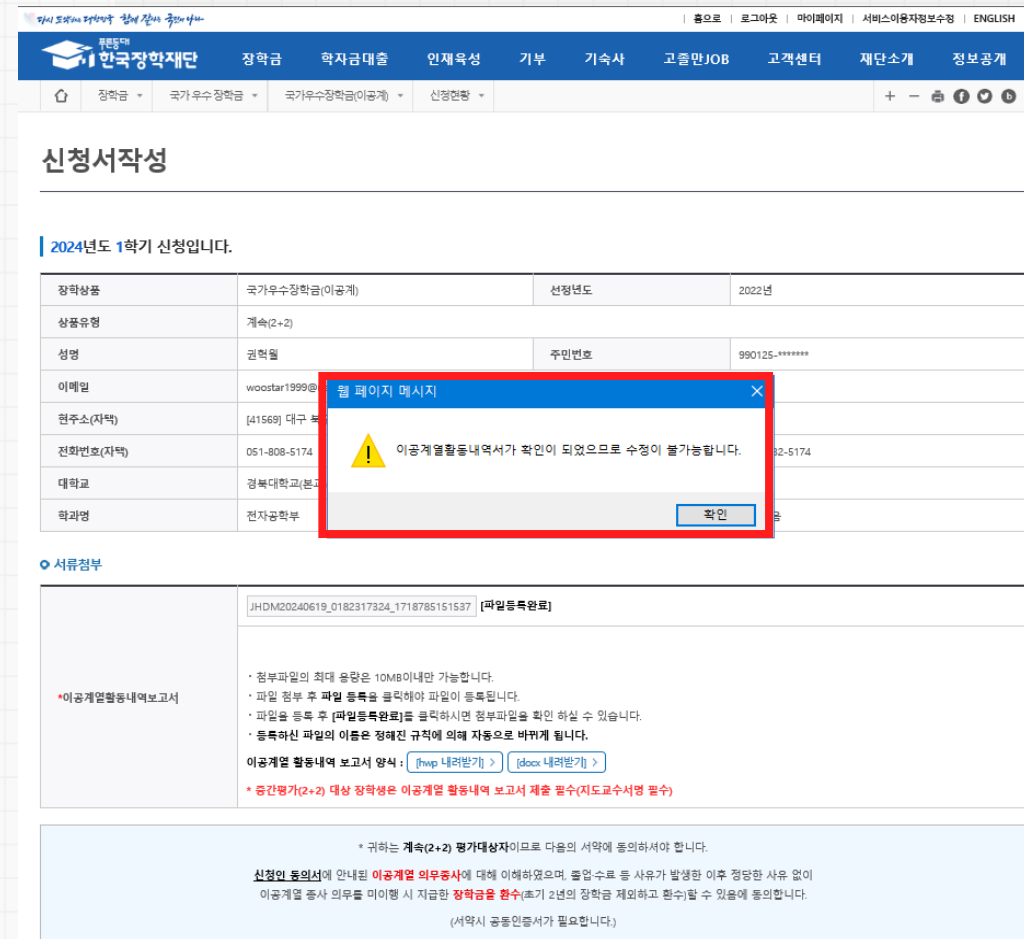 다시 도약하는 대한민국 함께 잘사는 국민의 나라
홈으로 | 로그아웃 | 마이페이지 | 서비스이용자정보수정 | ENGLISH
푸른등대
한국장학재단
장학금 학자금대출 인재육성 기부 기숙사 고졸만JOB 고객센터 재단소개 정보공개
장학금 국가 우수 장학금 국가우수장학금(이공계) 신청현황
신청서작성
2024년도 1학기 신청입니다.
장학상품 국가우수장학금(이공계) 선정년도 2022년
상품유형 계속(2+2)
성명 권혁월 주민번호 990125-*******
이메일 woostar1999@
현주소(자택) [41569] 대구 북
전화번호(자택) 051-808-5174 32-5174
대학교 경북대학교(본교
학과명 전자공학부 음
웹 페이지 메시지
이공계열활동내역서가 확인이 되었으므로 수정이 불가능합니다.
확인
서류첨부
*이공계열활동내역보고서
JHDM20240619_0182317324_1718785151537 [파일등록완료]
· 첨부파일의 최대 용량은 10MB이내만 가능합니다.
· 파일 첨부 후 파일 등록을 클릭해야 파일이 등록됩니다.
· 파일을 등록 후 [파일등록완료]를 클릭하시면 첨부파일을 확인 하실 수 있습니다.
· 등록하신 파일의 이름은 정해진 규칙에 의해 자동으로 바뀌게 됩니다.
이공계열 활동내역 보고서 양식 : [hwp 내려받기] > [docx 내려받기] >
* 중간평가(2+2) 대상 장학생은 이공계열 활동내역 보고서 제출 필수(지도교수서명 필수)
* 귀하는 계속(2+2) 평가대상자이므로 다음의 서약에 동의하셔야 합니다.
신청인 동의서에 안내된 이공계열 의무종사에 대해 이해하였으며, 졸업·수료 등 사유가 발생한 이후 정당한 사유 없이
이공계열 종사 의무를 미이행 시 지급한 장학금을 환수(초기 2년의 장학금 제외하고 환수)할 수 있음에 동의합니다.
(서약시 공동인증서가 필요합니다.)